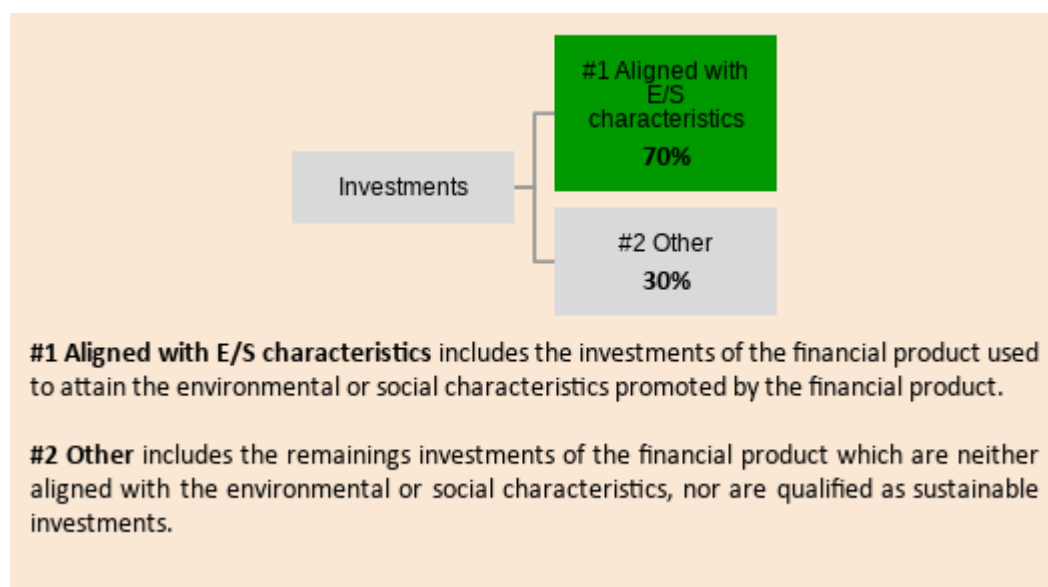 #1 Aligned with
E/S
characteristics
70%
Investments
#2 Other
30%
#1 Aligned with E/S characteristics includes the investments of the financial product used
to attain the environmental or social characteristics promoted by the financial product.
#2 Other includes the remainings investments of the financial product which are neither
aligned with the environmental or social characteristics, nor are qualified as sustainable
investments.